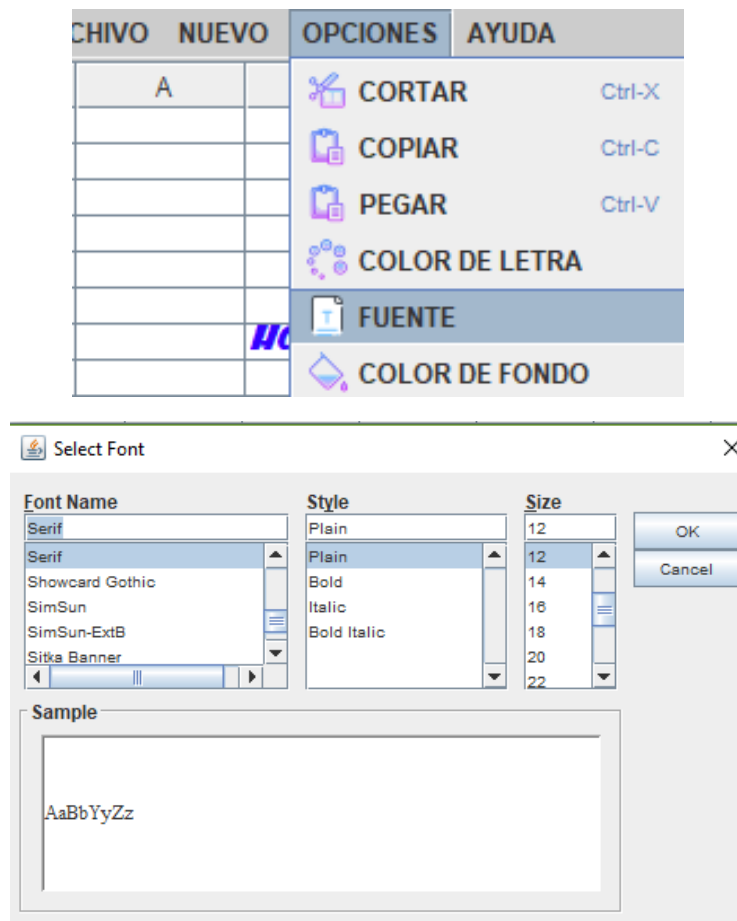 CHIVO NUEVO OPCIONES AYUDA
A
CORTAR Ctrl-X
COPIAR Ctrl-C
PEGAR Ctrl-V
COLOR DE LETRA
FUENTE
HO
COLOR DE FONDO
Select Font
Font Name Style Size
Serif Plain 12 OK
Serif Plain 12 Cancel
Showcard Gothic Bold 14
SimSun Italic 16
SimSun-ExtB Bold Italic 18
Sitka Banner 20
22
Sample
AaBbYyZz